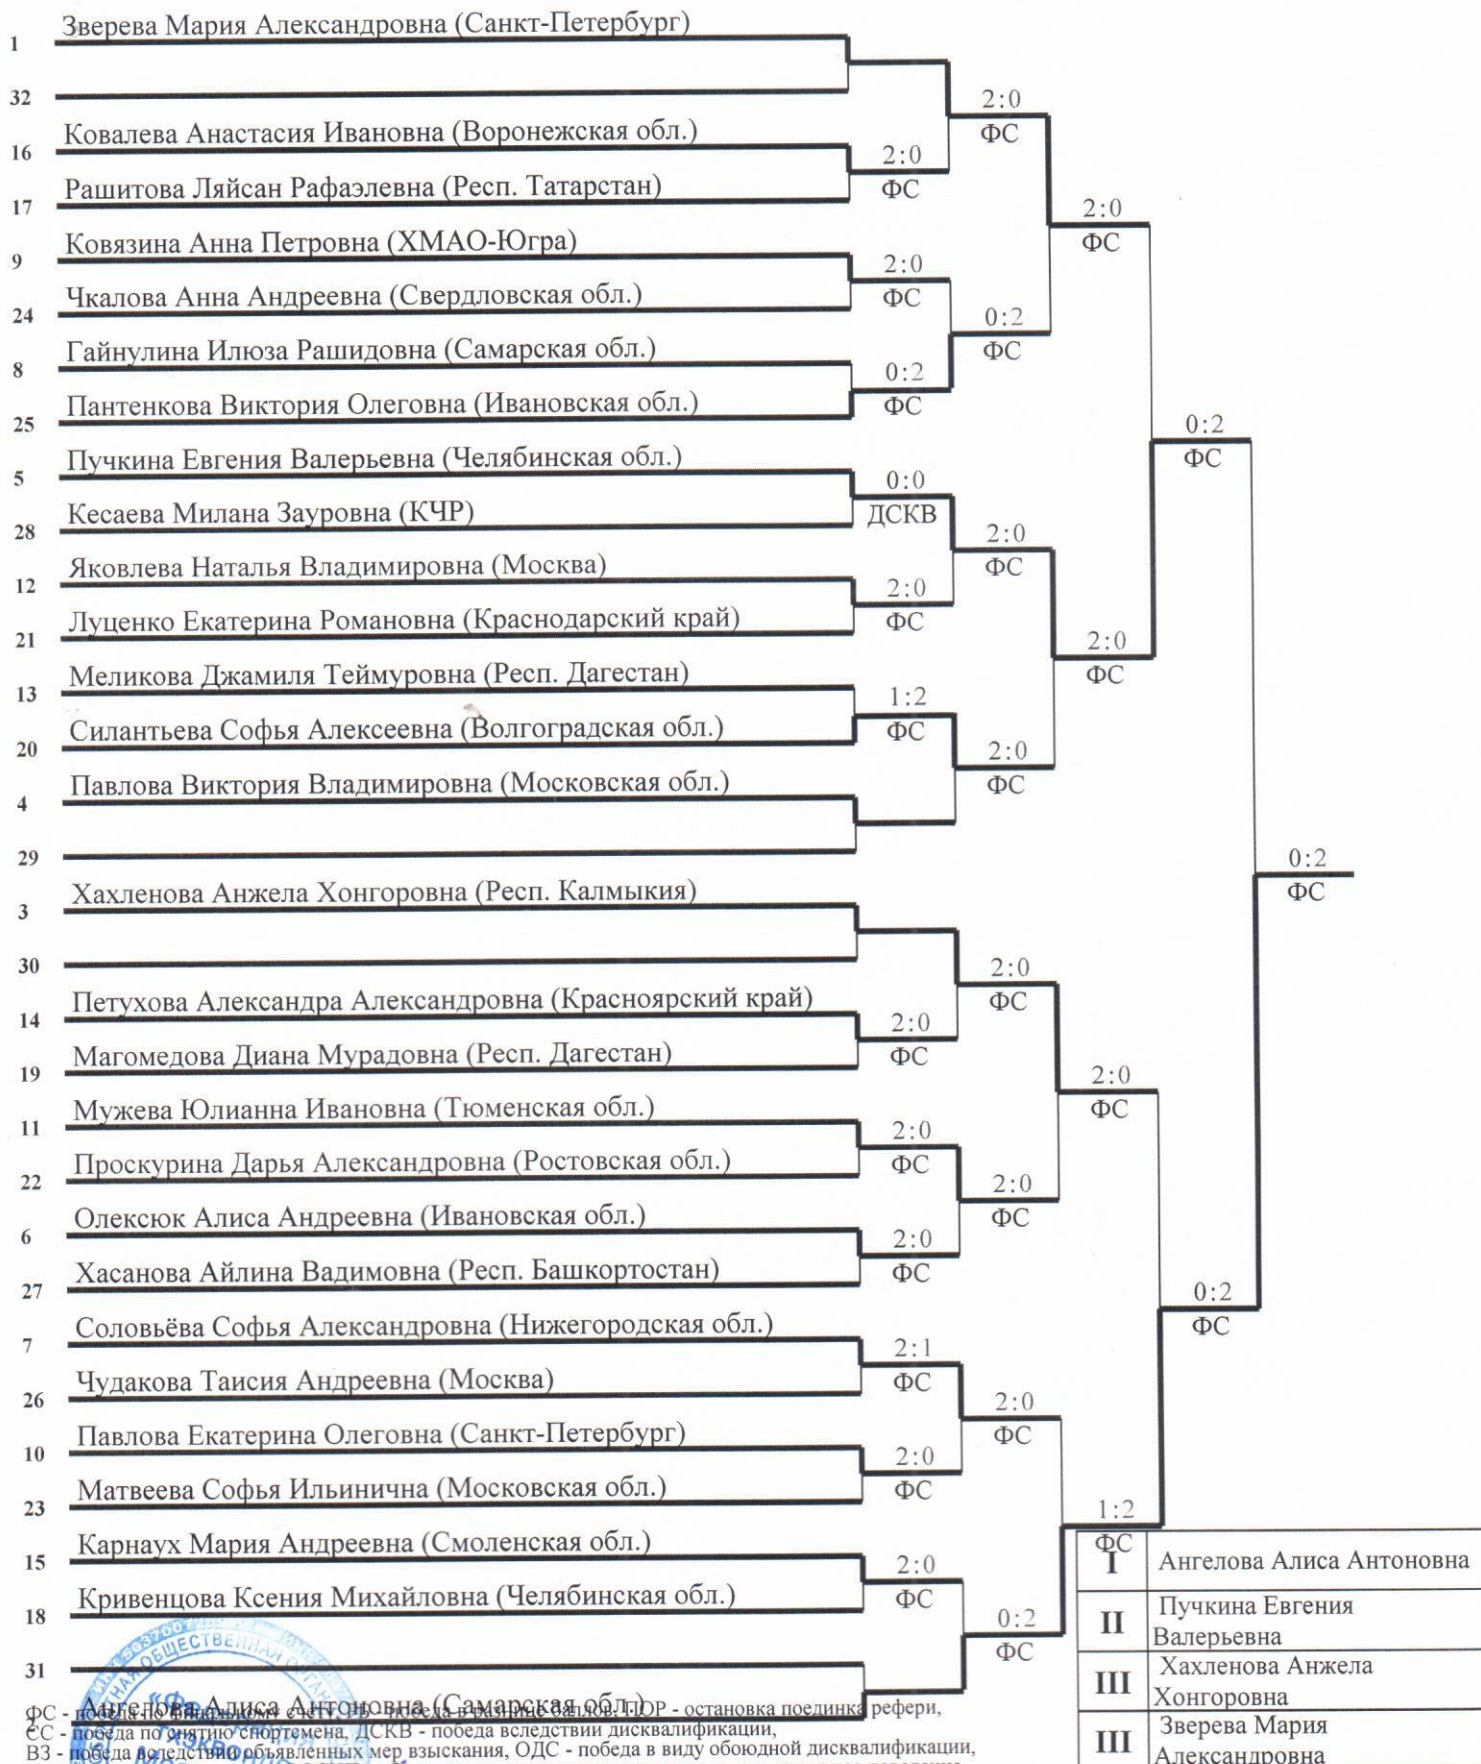 1 Зверева Мария Александровна (Санкт-Петербург)
32
2:0
ФС
16 Ковалева Анастасия Ивановна (Воронежская обл.)
2:0
ФС
17 Рашитова Ляйсан Рафаэлевна (Респ. Татарстан)
2:0
ФС
9 Ковязина Анна Петровна (ХМАО-Югра)
2:0
ФС
24 Чкалова Анна Андреевна (Свердловская обл.)
0:2
ФС
8 Гайнулина Илюза Рашидовна (Самарская обл.)
0:2
ФС
25 Пантенкова Виктория Олеговна (Ивановская обл.)
0:2
ФС
5 Пучкина Евгения Валерьевна (Челябинская обл.)
0:0
ДСКВ
28 Кесаева Милана Зауровна (КЧР)
2:0
ФС
12 Яковлева Наталья Владимировна (Москва)
2:0
ФС
21 Луценко Екатерина Романовна (Краснодарский край)
2:0
ФС
13 Меликова Джамиля Теймуровна (Респ. Дагестан)
1:2
ФС
20 Силантьева Софья Алексеевна (Волгоградская обл.)
2:0
ФС
4 Павлова Виктория Владимировна (Московская обл.)
29
0:2
ФС
3 Хахленова Анжела Хонгоровна (Респ. Калмыкия)
30
2:0
ФС
14 Петухова Александра Александровна (Красноярский край)
2:0
ФС
19 Магомедова Диана Мурадовна (Респ. Дагестан)
2:0
ФС
11 Мужева Юлианна Ивановна (Тюменская обл.)
2:0
ФС
22 Проскурина Дарья Александровна (Ростовская обл.)
2:0
ФС
6 Олексюк Алиса Андреевна (Ивановская обл.)
2:0
ФС
27 Хасанова Айлина Вадимовна (Респ. Башкортостан)
0:2
ФС
7 Соловьёва Софья Александровна (Нижегородская обл.)
2:1
ФС
26 Чудакова Таисия Андреевна (Москва)
2:0
ФС
10 Павлова Екатерина Олеговна (Санкт-Петербург)
2:0
ФС
23 Матвеева Софья Ильинична (Московская обл.)
1:2
ФС
15 Карнаух Мария Андреевна (Смоленская обл.)
2:0
ФС
18 Кривенцова Ксения Михайловна (Челябинская обл.)
0:2
ФС
31
Ангелова Алиса Антоновна (Самарская обл.)
I Ангелова Алиса Антоновна
II Пучкина Евгения
Валерьевна
III Хахленова Анжела
Хонгоровна
III Зверева Мария
Александровна
ФС - победа по финальному счету, победа в разнице баллов, ПОР - остановка поединка рефери,
СС - победа по снятию спортсмена, ДСКВ - победа вследствии дисквалификации,
ВЗ - победа вследствии объявленных мер взыскания, ОДС - победа в виду обоюдной дисквалификации,